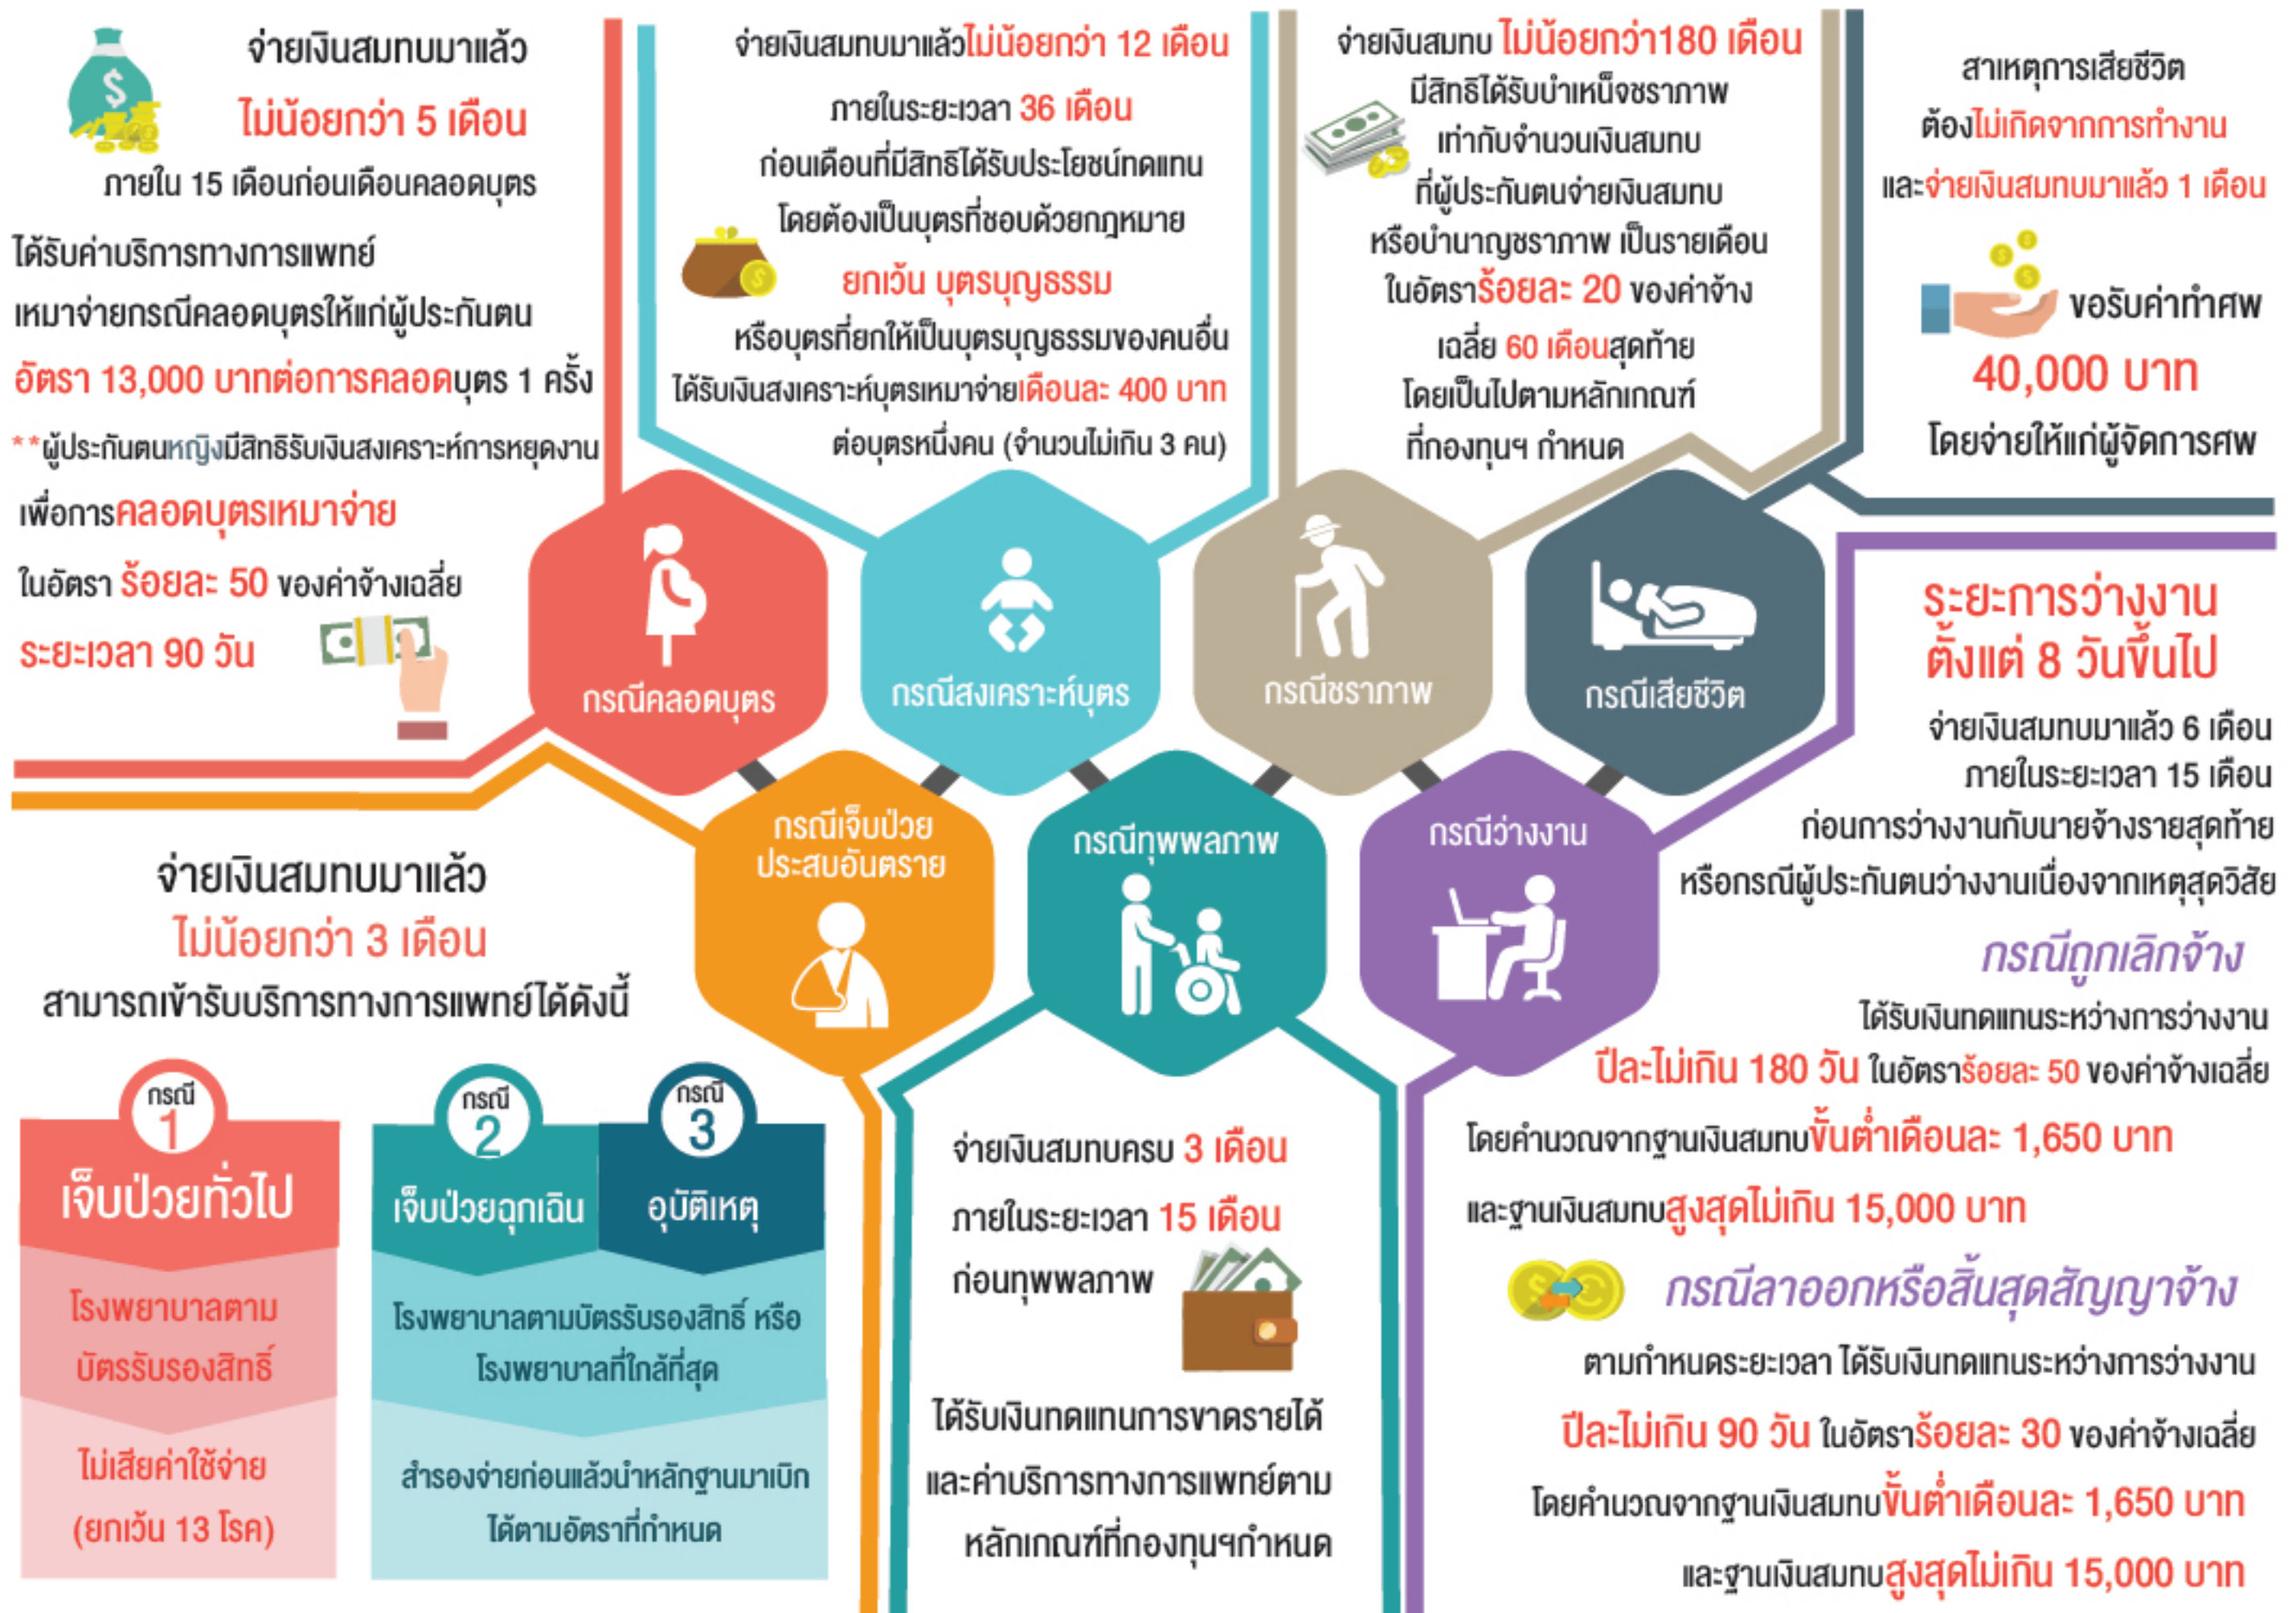 จ่ายเงินสมทบมาแล้ว
ไม่น้อยกว่า 5 เดือน
ภายใน 15 เดือนก่อนเดือนคลอดบุตร
ได้รับค่าบริการทางการแพทย์
เหมาจ่ายกรณีคลอดบุตรให้แก่ผู้ประกันตน
อัตรา 13,000 บาทต่อการคลอดบุตร 1 ครั้ง
**ผู้ประกันตนหญิงมีสิทธิรับเงินสงเคราะห์การหยุดงาน
เพื่อการคลอดบุตรเหมาจ่าย
ในอัตรา ร้อยละ 50 ของค่าจ้างเฉลี่ย
ระยะเวลา 90 วัน
กรณีคลอดบุตร
จ่ายเงินสมทบมาแล้วไม่น้อยกว่า 12 เดือน
ภายในระยะเวลา 36 เดือน
ก่อนเดือนที่มีสิทธิได้รับประโยชน์ทดแทน
โดยต้องเป็นบุตรที่ชอบด้วยกฎหมาย
ยกเว้น บุตรบุญธรรม
หรือบุตรที่ยกให้เป็นบุตรบุญธรรมของคนอื่น
ได้รับเงินสงเคราะห์บุตรเหมาจ่ายเดือนละ 400 บาท
ต่อบุตรหนึ่งคน (จำนวนไม่เกิน 3 คน)
กรณีสงเคราะห์บุตร
จ่ายเงินสมทบ ไม่น้อยกว่า180 เดือน
มีสิทธิได้รับบำเหน็จชราภาพ
เท่ากับจำนวนเงินสมทบ
ที่ผู้ประกันตนจ่ายเงินสมทบ
หรือบำนาญชราภาพ เป็นรายเดือน
ในอัตราร้อยละ 20 ของค่าจ้าง
เฉลี่ย 60 เดือนสุดท้าย
โดยเป็นไปตามหลักเกณฑ์
ที่กองทุนฯ กำหนด
กรณีชราภาพ
สาเหตุการเสียชีวิต
ต้องไม่เกิดจากการทำงาน
และจ่ายเงินสมทบมาแล้ว 1 เดือน
ขอรับค่าทำศพ
40,000 บาท
โดยจ่ายให้แก่ผู้จัดการศพ
กรณีเสียชีวิต
กรณีเจ็บป่วย
ประสบอันตราย
จ่ายเงินสมทบมาแล้ว
ไม่น้อยกว่า 3 เดือน
สามารถเข้ารับบริการทางการแพทย์ได้ดังนี้
กรณี
1
เจ็บป่วยทั่วไป
โรงพยาบาลตาม
บัตรรับรองสิทธิ์
ไม่เสียค่าใช้จ่าย
(ยกเว้น 13 โรค)
กรณี
2
เจ็บป่วยฉุกเฉิน
กรณี
3
อุบัติเหตุ
โรงพยาบาลตามบัตรรับรองสิทธิ์ หรือ
โรงพยาบาลที่ใกล้ที่สุด
สำรองจ่ายก่อนแล้วนำหลักฐานมาเบิก
ได้ตามอัตราที่กำหนด
กรณีทุพพลภาพ
จ่ายเงินสมทบครบ 3 เดือน
ภายในระยะเวลา 15 เดือน
ก่อนทุพพลภาพ
ได้รับเงินทดแทนการขาดรายได้
และค่าบริการทางการแพทย์ตาม
หลักเกณฑ์ที่กองทุนฯกำหนด
กรณีว่างงาน
ระยะการว่างงาน
ตั้งแต่ 8 วันขึ้นไป
จ่ายเงินสมทบมาแล้ว 6 เดือน
ภายในระยะเวลา 15 เดือน
ก่อนการว่างงานกับนายจ้างรายสุดท้าย
หรือกรณีผู้ประกันตนว่างงานเนื่องจากเหตุสุดวิสัย
กรณีถูกเลิกจ้าง
ได้รับเงินทดแทนระหว่างการว่างงาน
ปีละไม่เกิน 180 วัน ในอัตราร้อยละ 50 ของค่าจ้างเฉลี่ย
โดยคำนวณจากฐานเงินสมทบขั้นต่ำเดือนละ 1,650 บาท
และฐานเงินสมทบสูงสุดไม่เกิน 15,000 บาท
กรณีลาออกหรือสิ้นสุดสัญญาจ้าง
ตามกำหนดระยะเวลา ได้รับเงินทดแทนระหว่างการว่างงาน
ปีละไม่เกิน 90 วัน ในอัตราร้อยละ 30 ของค่าจ้างเฉลี่ย
โดยคำนวณจากฐานเงินสมทบขั้นต่ำเดือนละ 1,650 บาท
และฐานเงินสมทบสูงสุดไม่เกิน 15,000 บาท